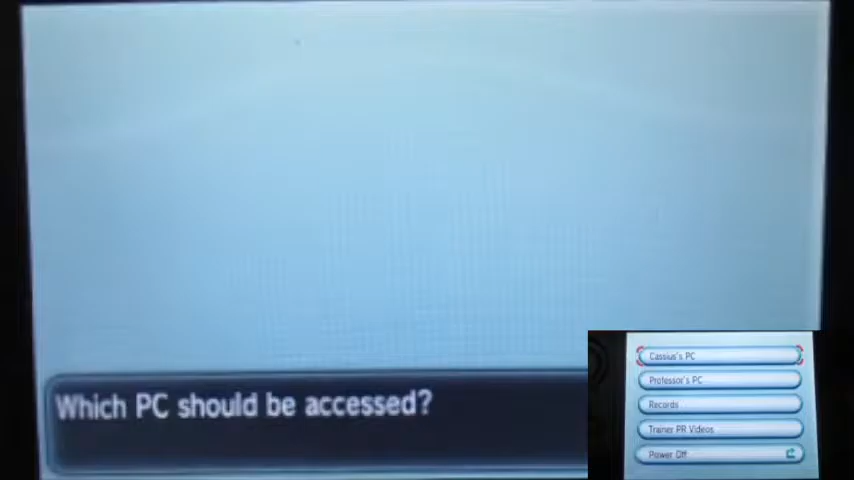 Which PC should be accessed?
Cassius's PC
Professor's PC
Records
Trainer PR Videos
Power Off